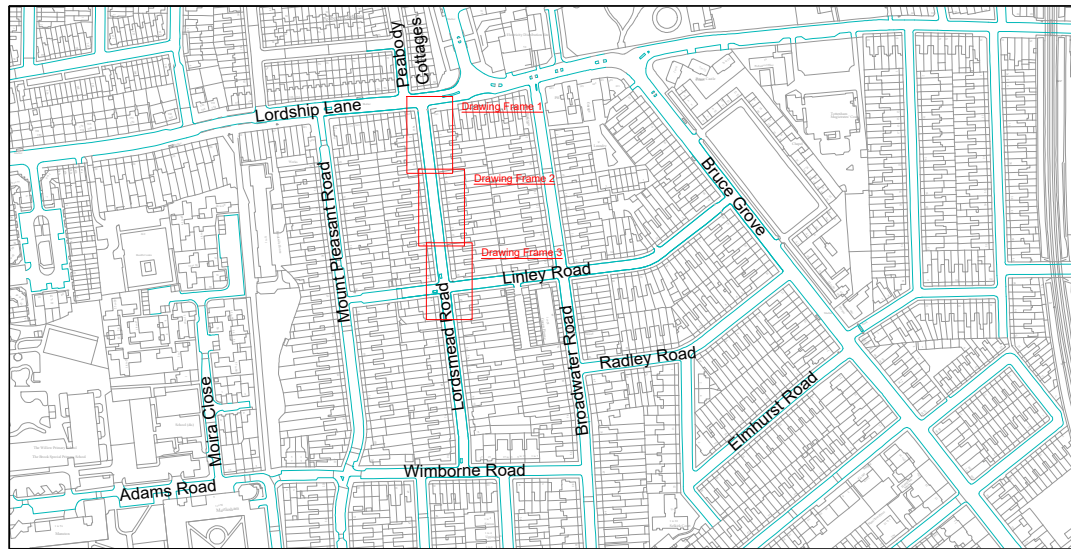 Peabody
Cottages
Lordship Lane
Drawing Frame 1
Drawing Frame 2
Drawing Frame 3
Bruce Grove
Mount Pleasant Road
Linley Road
Lordsmead Road
Broadwater Road
Radley Road
Elmhurst Road
Moira Close
Wimborne Road
Adams Road